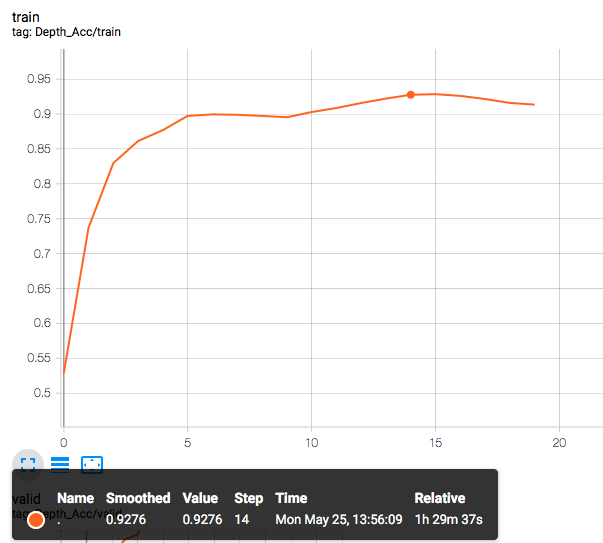 train
tag: Depth_Acc/train
0.95
0.9
0.85
0.8
0.75
0.7
0.65
0.6
0.55
0.5
0 5 10 15 20
valid
tag: Depth_Acc/valid
Name Smoothed Value Step Time Relative
. 0.9276 0.9276 14 Mon May 25, 13:56:09 1h 29m 37s